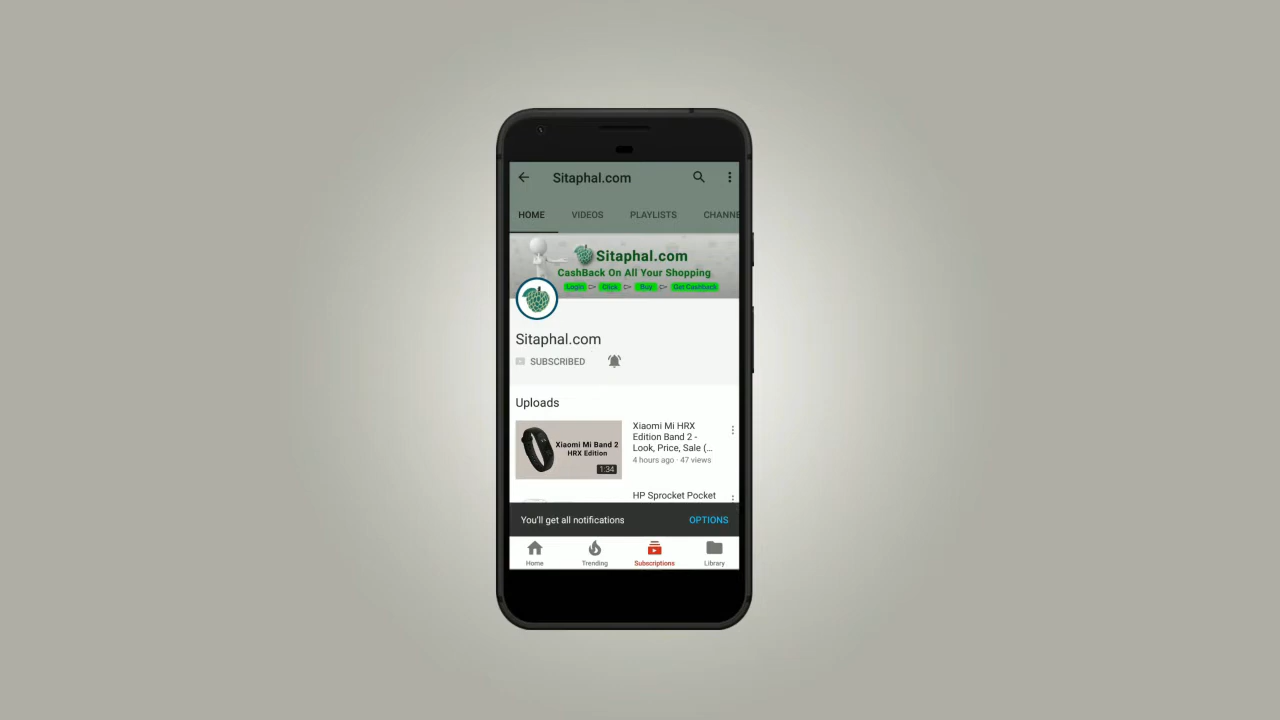 Sitaphal.com
HOME VIDEOS PLAYLISTS CHANNE
Sitaphal.com
CashBack On All Your Shopping
Login Click Buy Get Cashback
Sitaphal.com
SUBSCRIBED
Uploads
Xiaomi Mi Band 2
HRX Edition
1:34
Xiaomi Mi HRX
Edition Band 2 -
Look, Price, Sale (...
4 hours ago · 47 views
HP Sprocket Pocket
You'll get all notifications OPTIONS
Home Trending Subscriptions Library